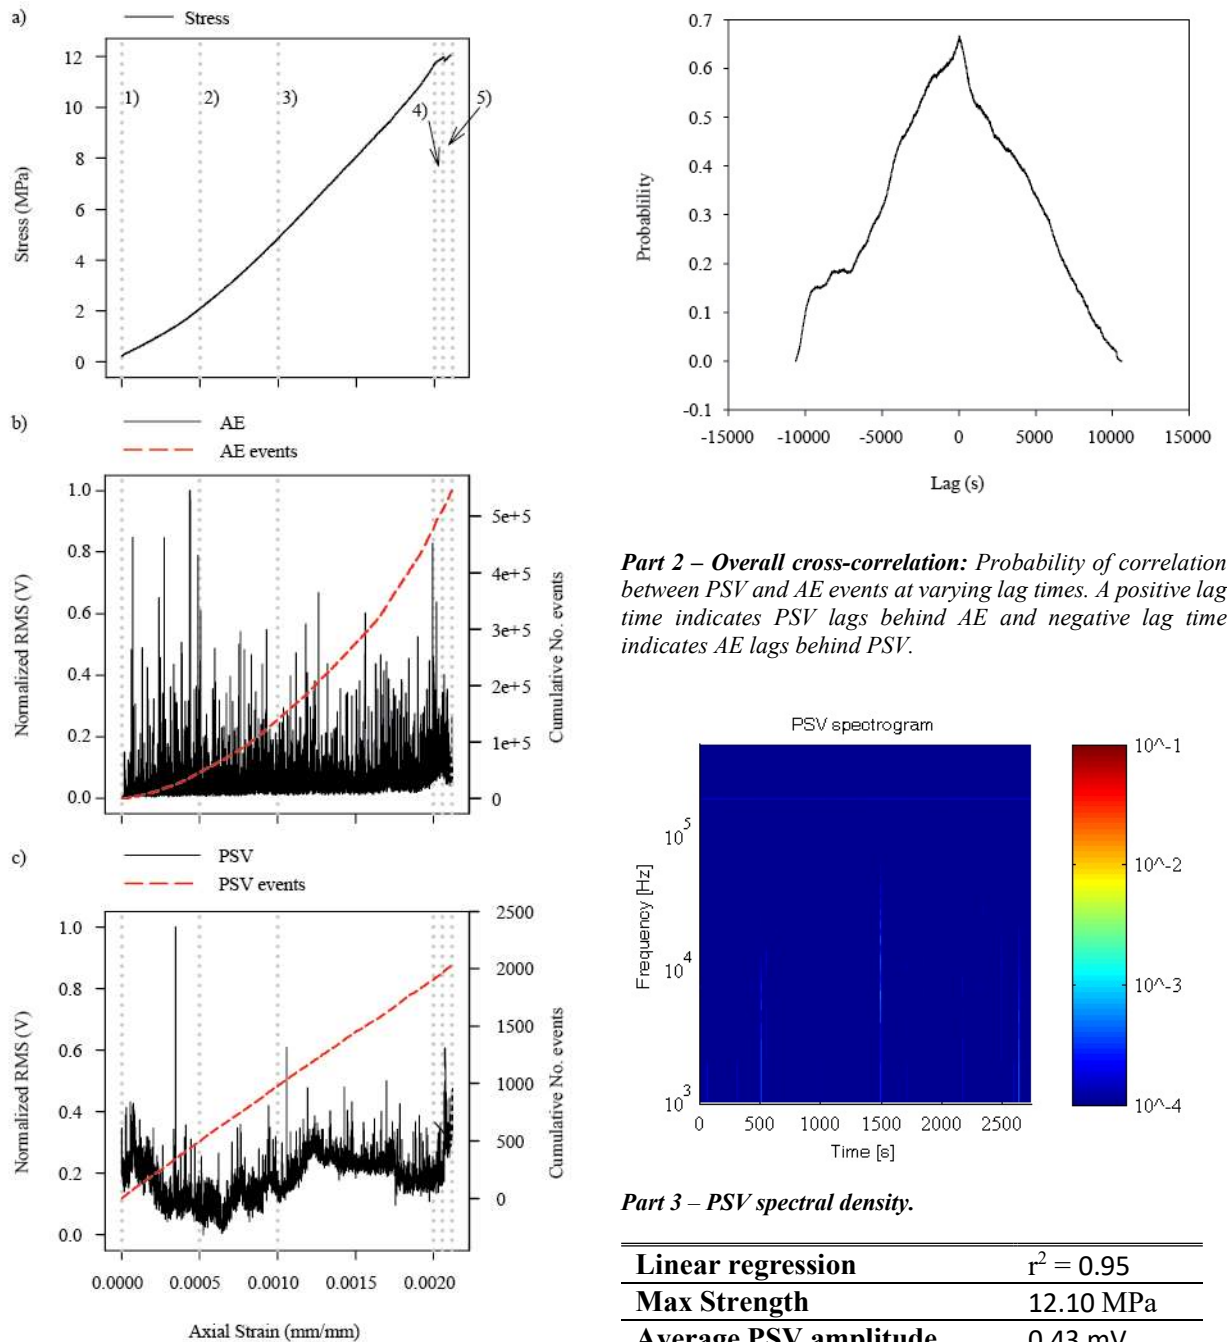 a)
Stress
12
10
8
6
4
2
0
Stress (MPa)
1)
2)
3)
4)
5)
b)
AE
AE events
1.0
0.8
0.6
0.4
0.2
0.0
Normalized RMS (V)
5e+5
4e+5
3e+5
2e+5
1e+5
0
Cumulative No. events
c)
PSV
PSV events
1.0
0.8
0.6
0.4
0.2
0.0
Normalized RMS (V)
2500
2000
1500
1000
500
0
Cumulative No. events
0.0000 0.0005 0.0010 0.0015 0.0020
Axial Strain (mm/mm)
0.7
0.6
0.5
0.4
0.3
0.2
0.1
0.0
-0.1
Probablility
-15000 -10000 -5000 0 5000 10000 15000
Lag (s)
Part 2 – Overall cross-correlation: Probability of correlation
between PSV and AE events at varying lag times. A positive lag
time indicates PSV lags behind AE and negative lag time
indicates AE lags behind PSV.
PSV spectrogram
10^5
10^4
10^3
Frequency [Hz]
0 500 1000 1500 2000 2500
Time [s]
10^-1
10^-2
10^-3
10^-4
Part 3 – PSV spectral density.
Linear regression r² = 0.95
Max Strength 12.10 MPa
Average PSV amplitude 0.43 mV